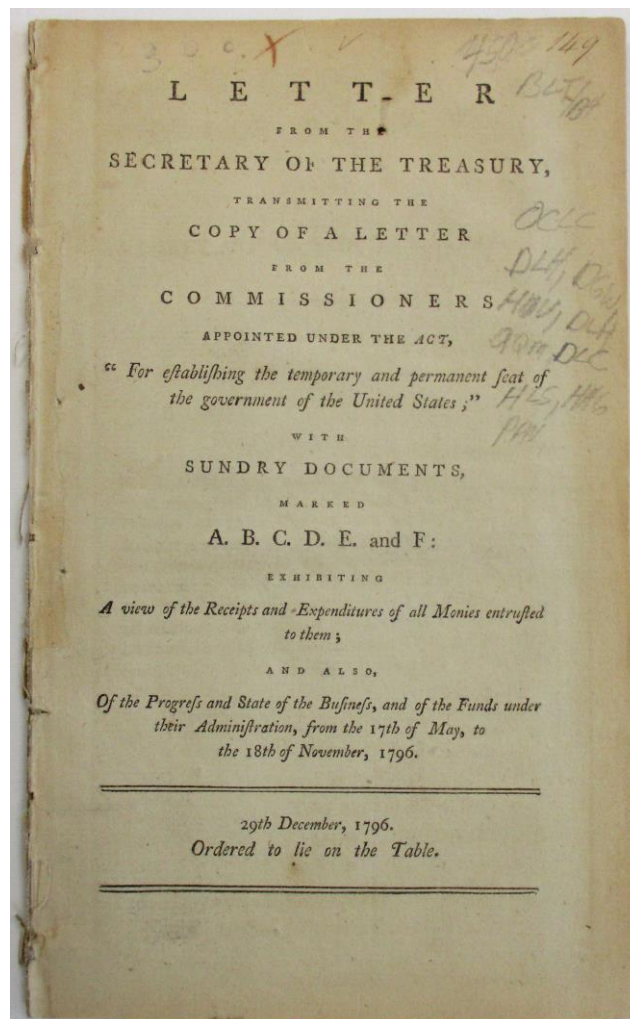 149
LETTER
FROM THE
SECRETARY OF THE TREASURY,
TRANSMITTING THE
COPY OF A LETTER
FROM THE
COMMISSIONERS
APPOINTED UNDER THE ACT,
“ For eſtabliſhing the temporary and permanent ſeat of
the government of the United States ;”
WITH
SUNDRY DOCUMENTS,
MARKED
A. B. C. D. E. and F:
EXHIBITING
A view of the Receipts and Expenditures of all Monies entruſted
to them ;
AND ALSO,
Of the Progreſs and State of the Buſineſs, and of the Funds under
their Adminiſtration, from the 17th of May, to
the 18th of November, 1796.
29th December, 1796.
Ordered to lie on the Table.
OCLC
DLH,
DLC